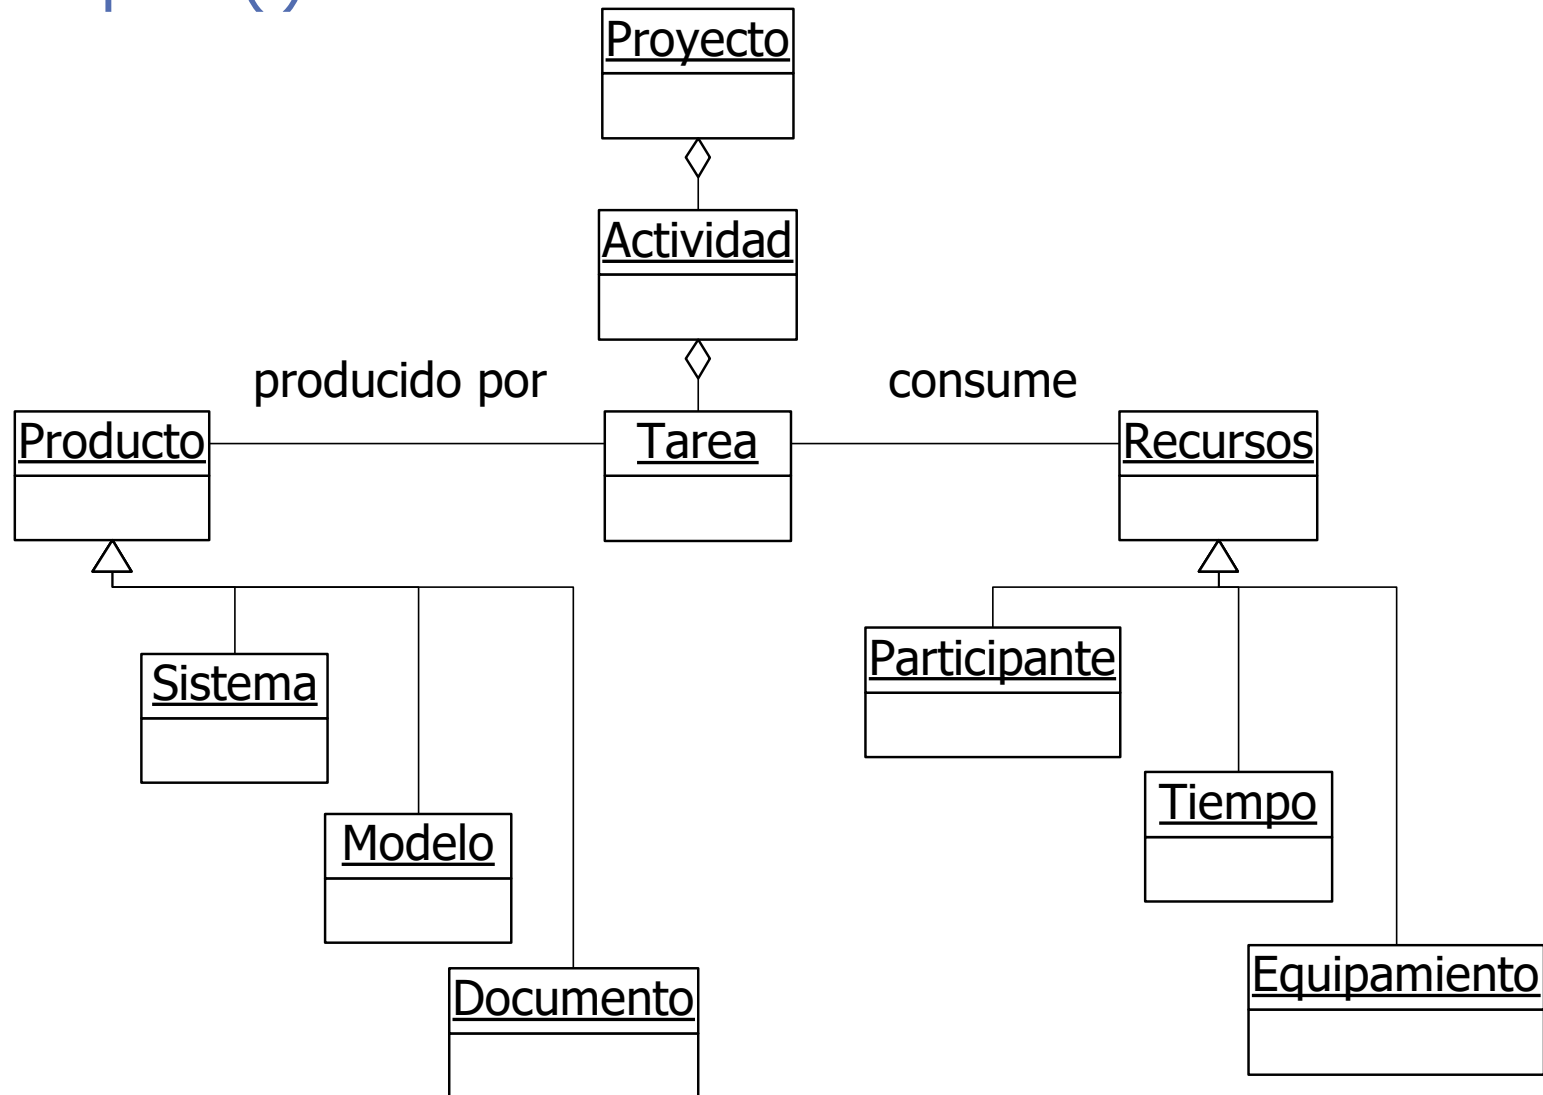 Proyecto
Actividad
producido por
consume
Producto
Tarea
Recursos
Participante
Sistema
Tiempo
Modelo
Equipamiento
Documento